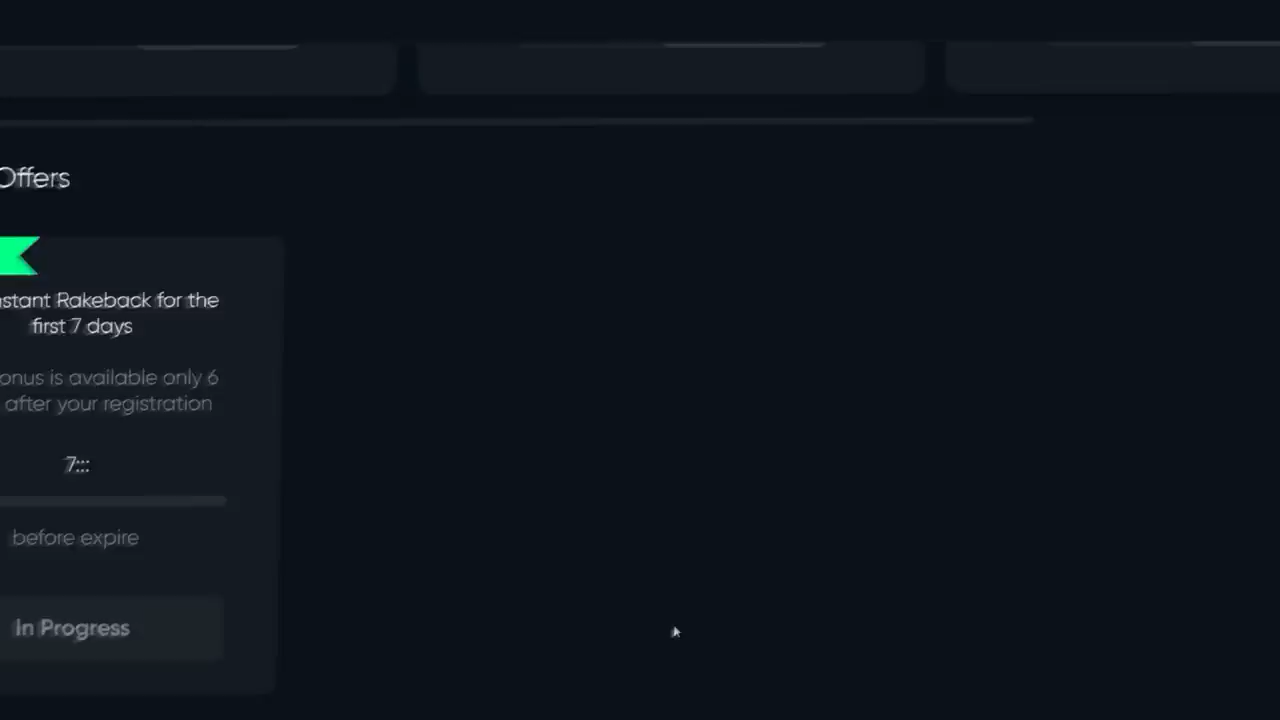 Offers
nstant Rakeback for the
first 7 days
onus is available only 6
after your registration
7:::
before expire
In Progress